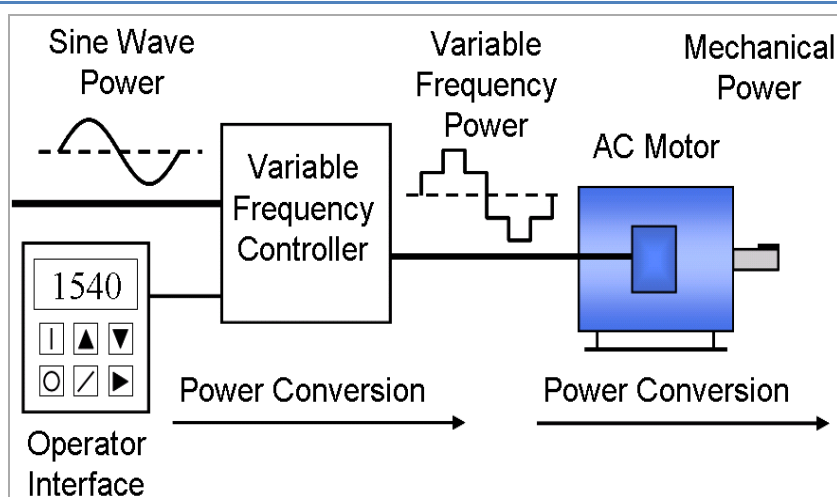 Sine Wave
Power
Variable
Frequency
Power
Mechanical
Power
AC Motor
Variable
Frequency
Controller
1540
Power Conversion
Power Conversion
Operator
Interface